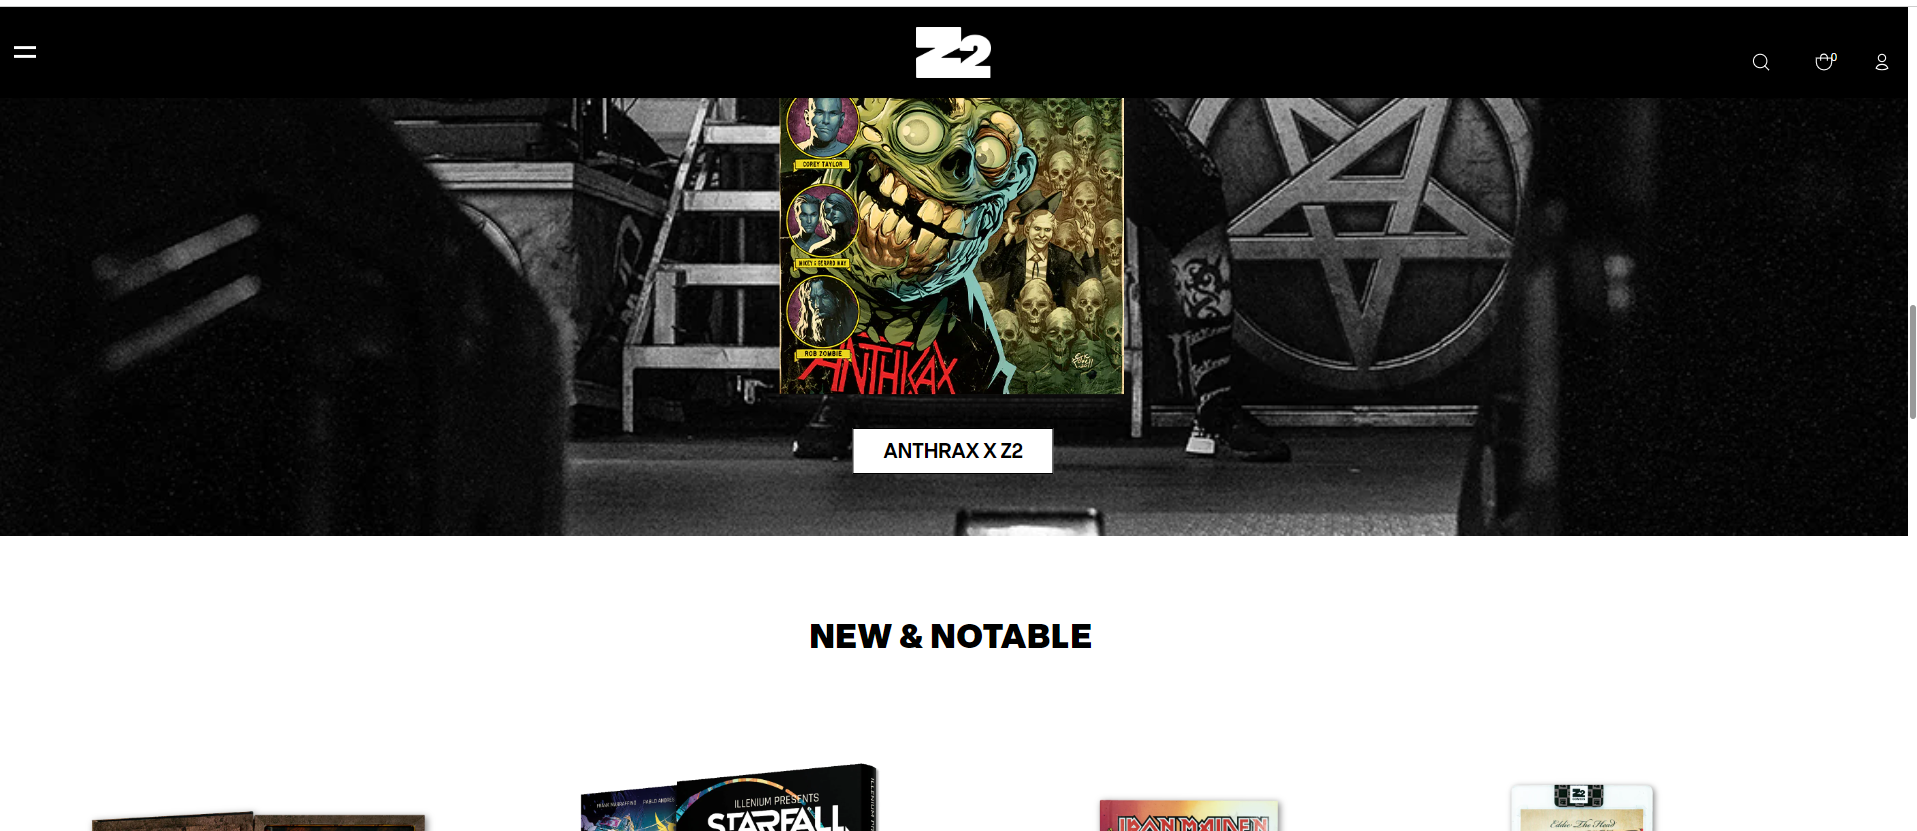 Z2
0
COREY TAYLOR
MIKEY & GERARD WAY
ROB ZOMBIE
ANTHRAX
ANTHRAX X Z2
NEW & NOTABLE
ILLENIUM PRESENTS
STARFALL
IRON MAIDEN
Z2
Eddie The Head